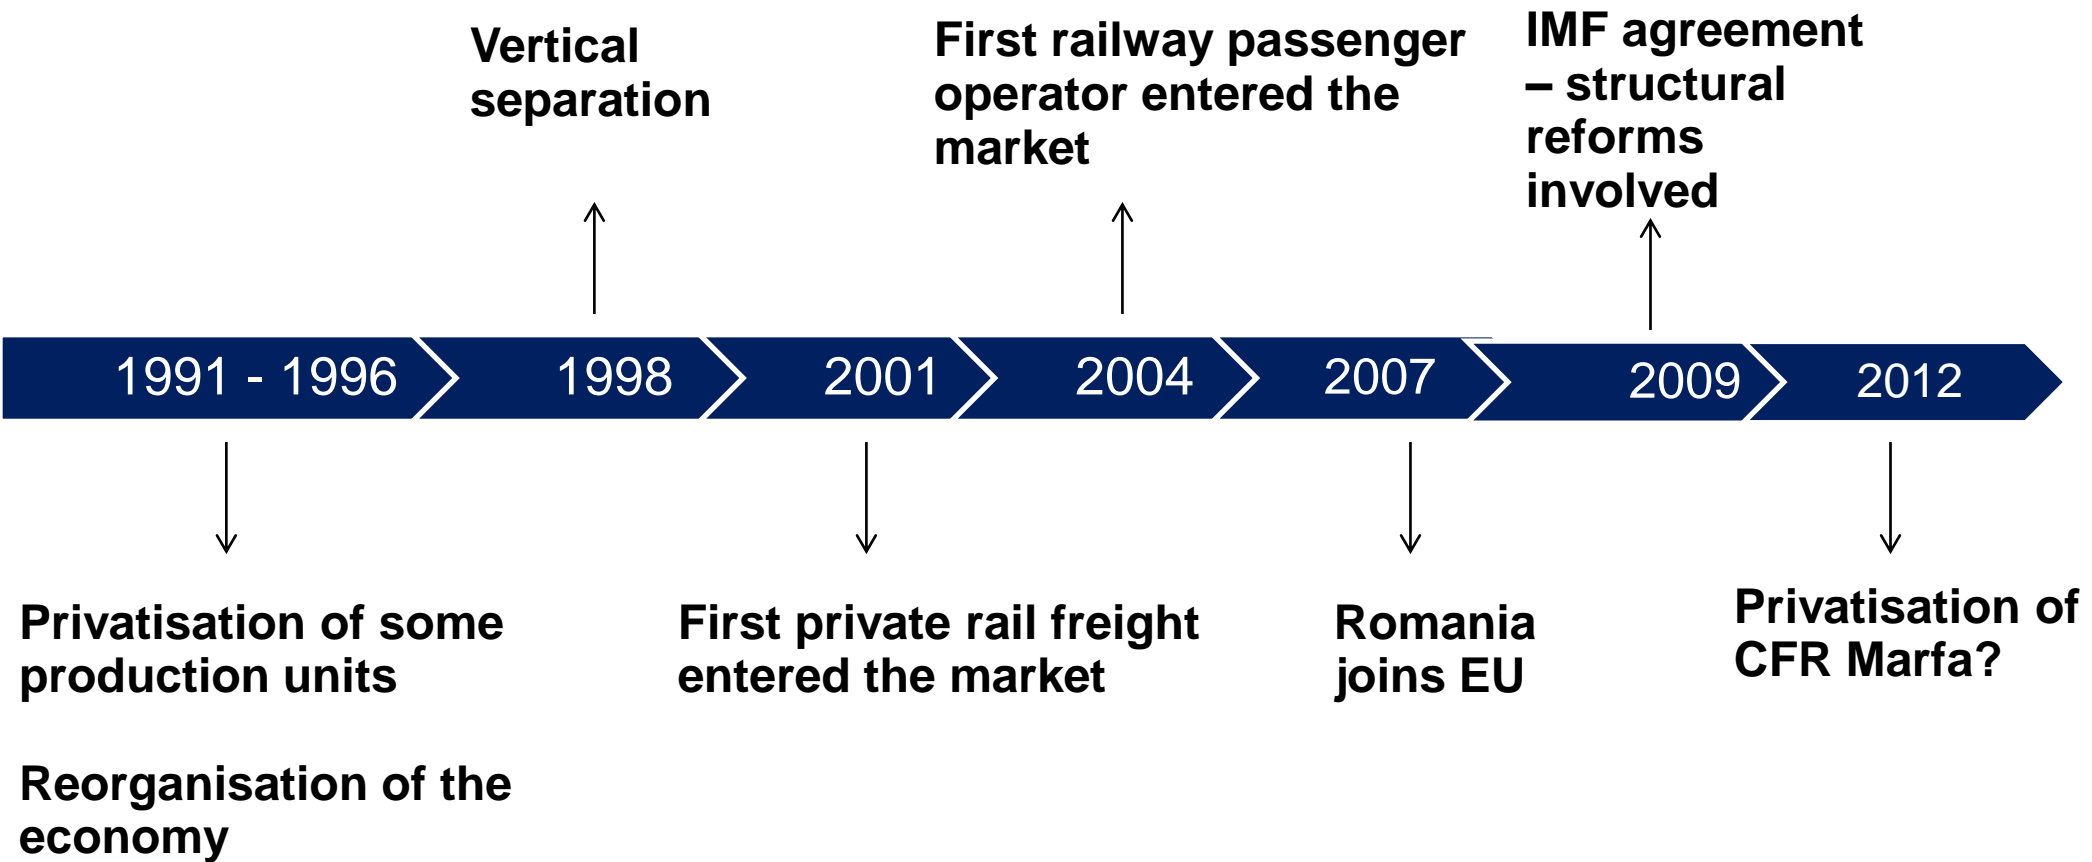 Vertical
separation
First railway passenger
operator entered the
market
IMF agreement
– structural
reforms
involved
1991 - 1996
1998
2001
2004
2007
2009
2012
Privatisation of some
production units
Reorganisation of the
economy
First private rail freight
entered the market
Romania
joins EU
Privatisation of
CFR Marfa?